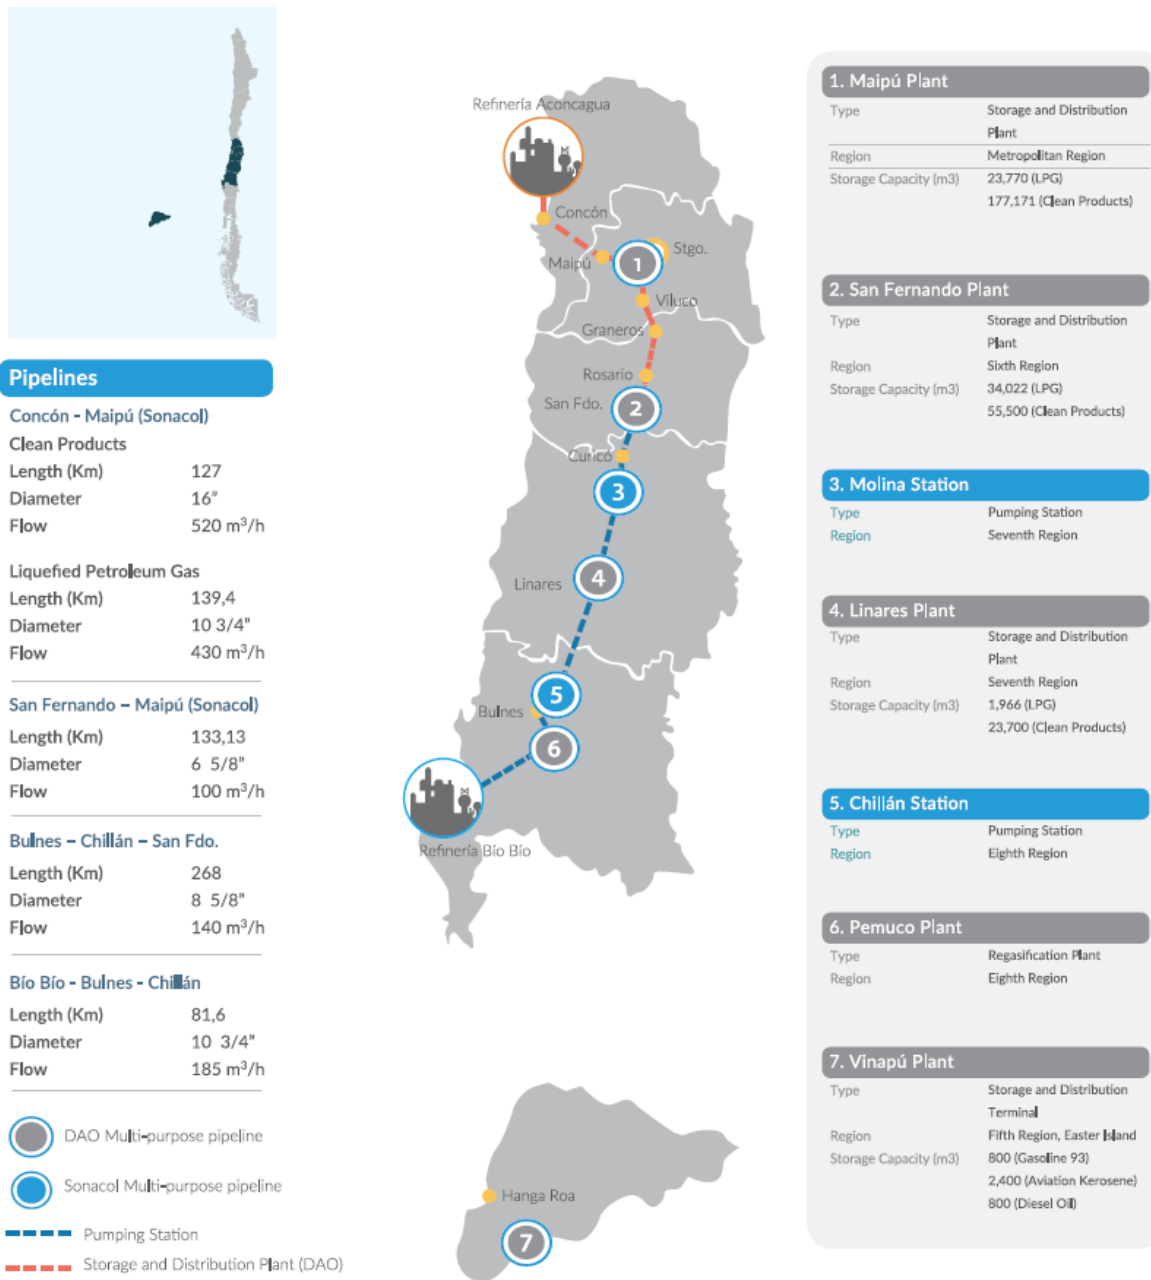 Pipelines
Concón - Maipú (Sonacol)
Clean Products
Length (Km) 127
Diameter 16"
Flow 520 m³/h
Liquefied Petroleum Gas
Length (Km) 139,4
Diameter 10 3/4"
Flow 430 m³/h
San Fernando – Maipú (Sonacol)
Length (Km) 133,13
Diameter 6 5/8"
Flow 100 m³/h
Bulnes – Chillán – San Fdo.
Length (Km) 268
Diameter 8 5/8"
Flow 140 m³/h
Bío Bío - Bulnes - Chillán
Length (Km) 81,6
Diameter 10 3/4"
Flow 185 m³/h
DAO Multi-purpose pipeline
Sonacol Multi-purpose pipeline
Pumping Station
Storage and Distribution Plant (DAO)
Refinería Aconcagua
Concón
Stgo.
Maipú
1
Viluco
Graneros
Rosario
San Fdo.
2
Curicó
3
Linares
4
5
Bulnes
6
Refinería Bío Bío
Hanga Roa
7
1. Maipú Plant
Type Storage and Distribution
Plant
Region Metropolitan Region
Storage Capacity (m3) 23,770 (LPG)
177,171 (Clean Products)
2. San Fernando Plant
Type Storage and Distribution
Plant
Region Sixth Region
Storage Capacity (m3) 34,022 (LPG)
55,500 (Clean Products)
3. Molina Station
Type Pumping Station
Region Seventh Region
4. Linares Plant
Type Storage and Distribution
Plant
Region Seventh Region
Storage Capacity (m3) 1,966 (LPG)
23,700 (Clean Products)
5. Chillán Station
Type Pumping Station
Region Eighth Region
6. Pemuco Plant
Type Regasification Plant
Region Eighth Region
7. Vinapú Plant
Type Storage and Distribution
Terminal
Region Fifth Region, Easter Island
Storage Capacity (m3) 800 (Gasoline 93)
2,400 (Aviation Kerosene)
800 (Diesel Oil)